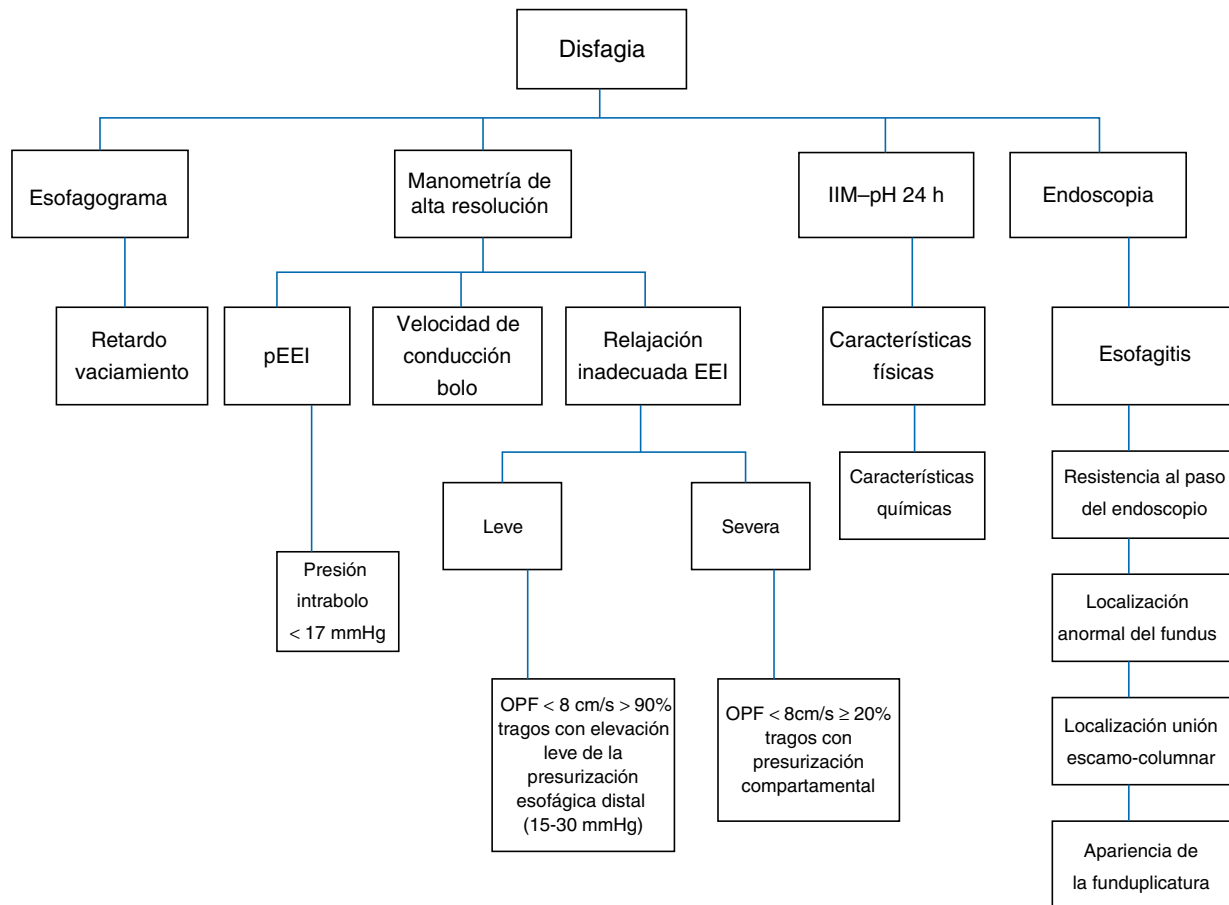 Disfagia
Esofagograma
Manometría de
alta resolución
IIM–pH 24 h
Endoscopia
Retardo
vaciamiento
pEEI
Velocidad de
conducción
bolo
Relajación
inadecuada EEI
Características
físicas
Esofagitis
Leve
Severa
Características
químicas
Resistencia al paso
del endoscopio
Presión
intrabolo
< 17 mmHg
Localización
anormal del fundus
OPF < 8 cm/s > 90%
tragos con elevación
leve de la
presurización
esofágica distal
(15-30 mmHg)
OPF < 8cm/s ≥ 20%
tragos con
presurización
compartamental
Localización unión
escamo-columnar
Apariencia de
la funduplicatura